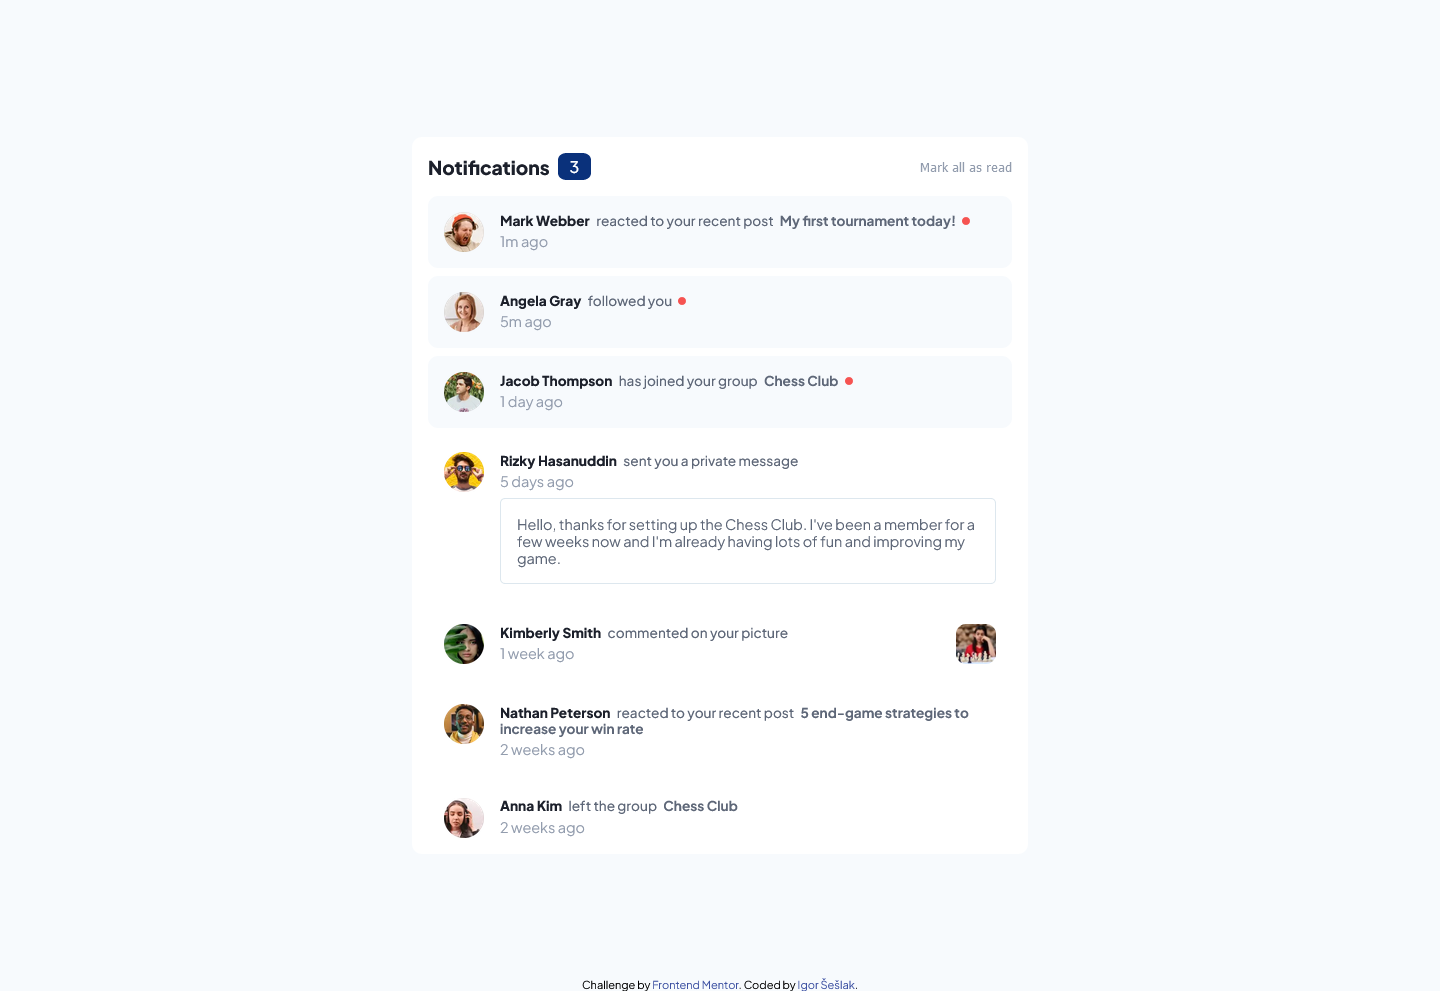 Notifications 3 Mark all as read
Mark Webber reacted to your recent post My first tournament today!
1m ago
Angela Gray followed you
5m ago
Jacob Thompson has joined your group Chess Club
1 day ago
Rizky Hasanuddin sent you a private message
5 days ago
Hello, thanks for setting up the Chess Club. I've been a member for a
few weeks now and I'm already having lots of fun and improving my
game.
Kimberly Smith commented on your picture
1 week ago
Nathan Peterson reacted to your recent post 5 end-game strategies to
increase your win rate
2 weeks ago
Anna Kim left the group Chess Club
2 weeks ago
Challenge by Frontend Mentor. Coded by Igor Šešlak.